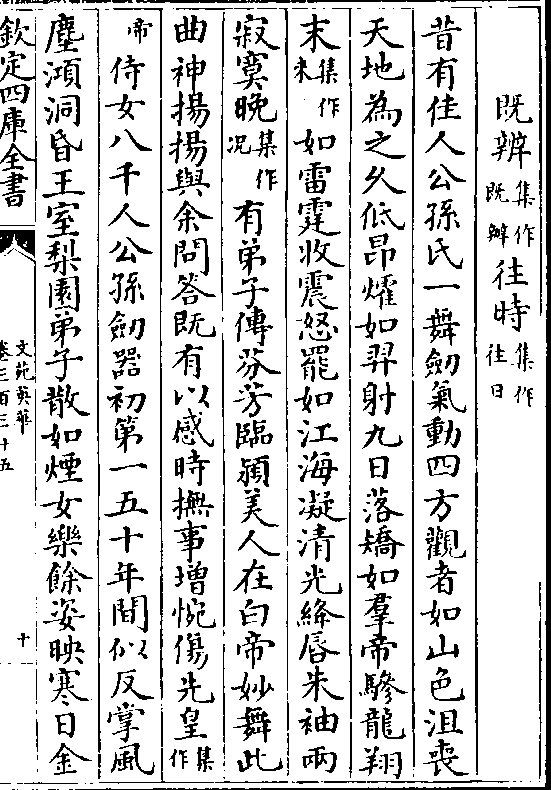 既辨集作既辦往時集作往日
昔有佳人公孫氏一舞劒氣動四方觀者如山色沮喪
天地為之乆低昂㸌如羿射九日落矯如羣帝驂龍翔
末集作来如雷霆收震怒罷如江海凝清光絳唇朱袖兩
寂寞晩集作况有弟子傳芬芳臨潁美人在白帝妙舞此
曲神揚揚與余問答既有以感時撫事增惋傷先皇集作
帝侍女八千人公孫劒器初第一五十年間似反掌風
塵澒洞昏王室梨園弟子散如煙女樂餘姿映寒日金
欽定四庫全書
文苑英華
卷三百三十五
十